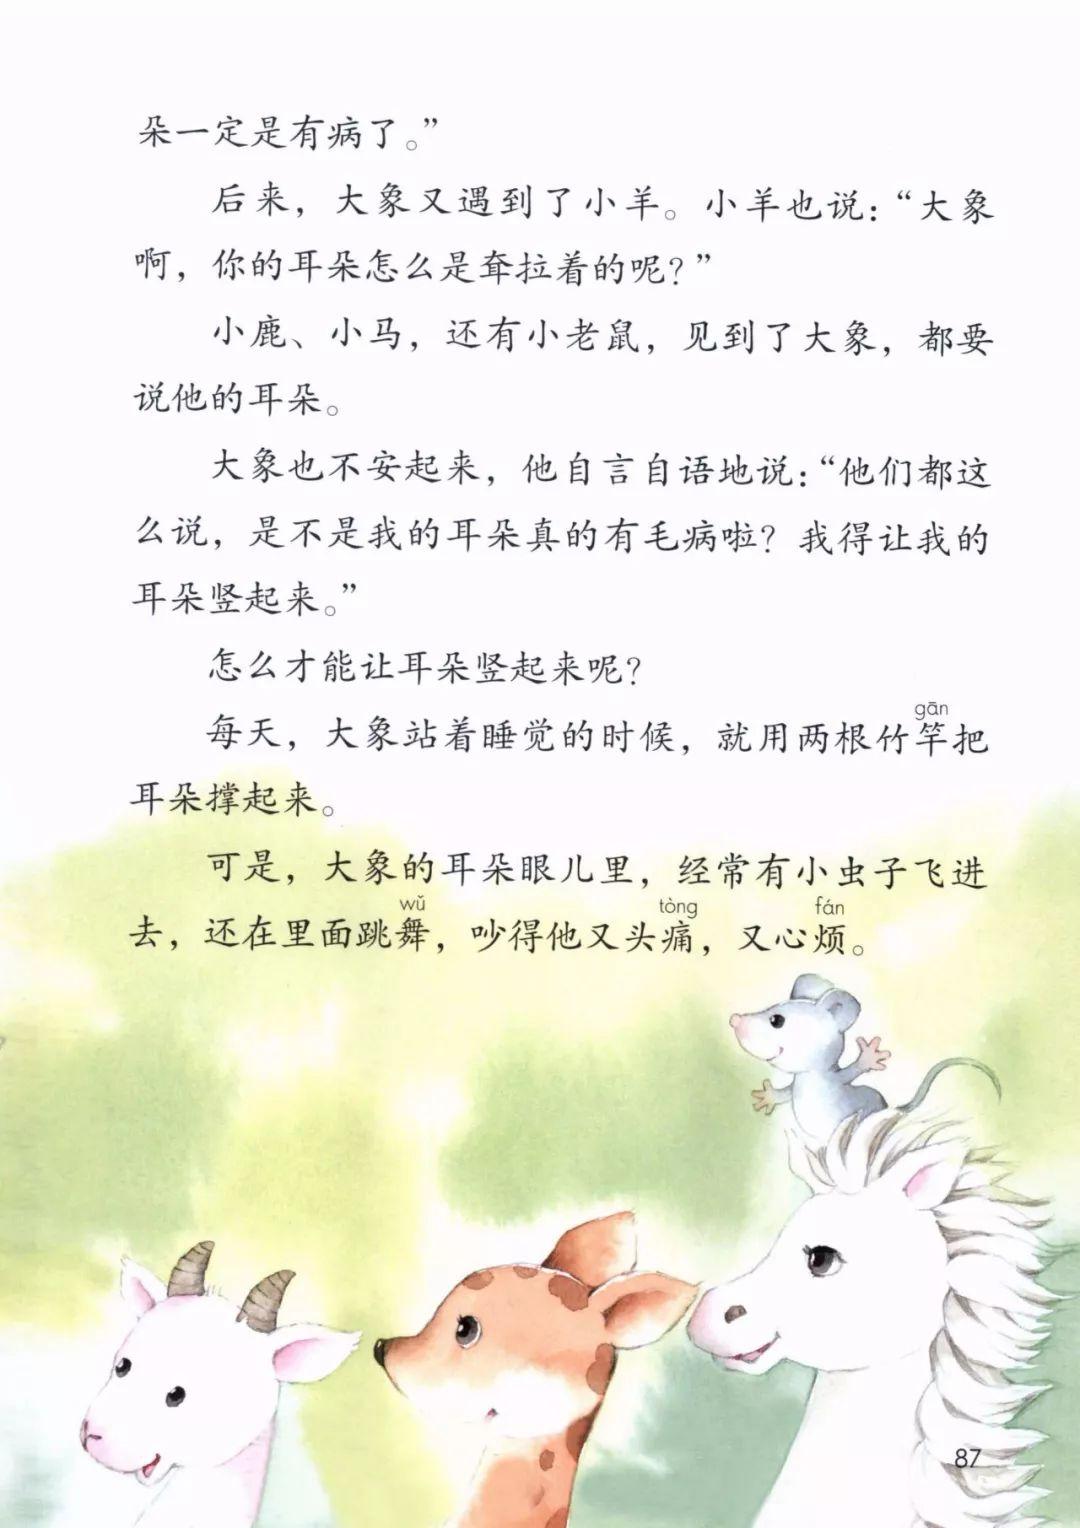 朵一定是有病了。”
后来，大象又遇到了小羊。小羊也说：“大象
啊，你的耳朵怎么是耷拉着的呢？”
小鹿、小马，还有小老鼠，见到了大象，都要
说他的耳朵。
大象也不安起来，他自言自语地说：“他们都这
么说，是不是我的耳朵真的有毛病啦？我得让我的
耳朵竖起来。”
怎么才能让耳朵竖起来呢？
gān
每天，大象站着睡觉的时候，就用两根竹竿把
耳朵撑起来。
可是，大象的耳朵眼儿里，经常有小虫子飞进
wǔ tòng fán
去，还在里面跳舞，吵得他又头痛，又心烦。
87